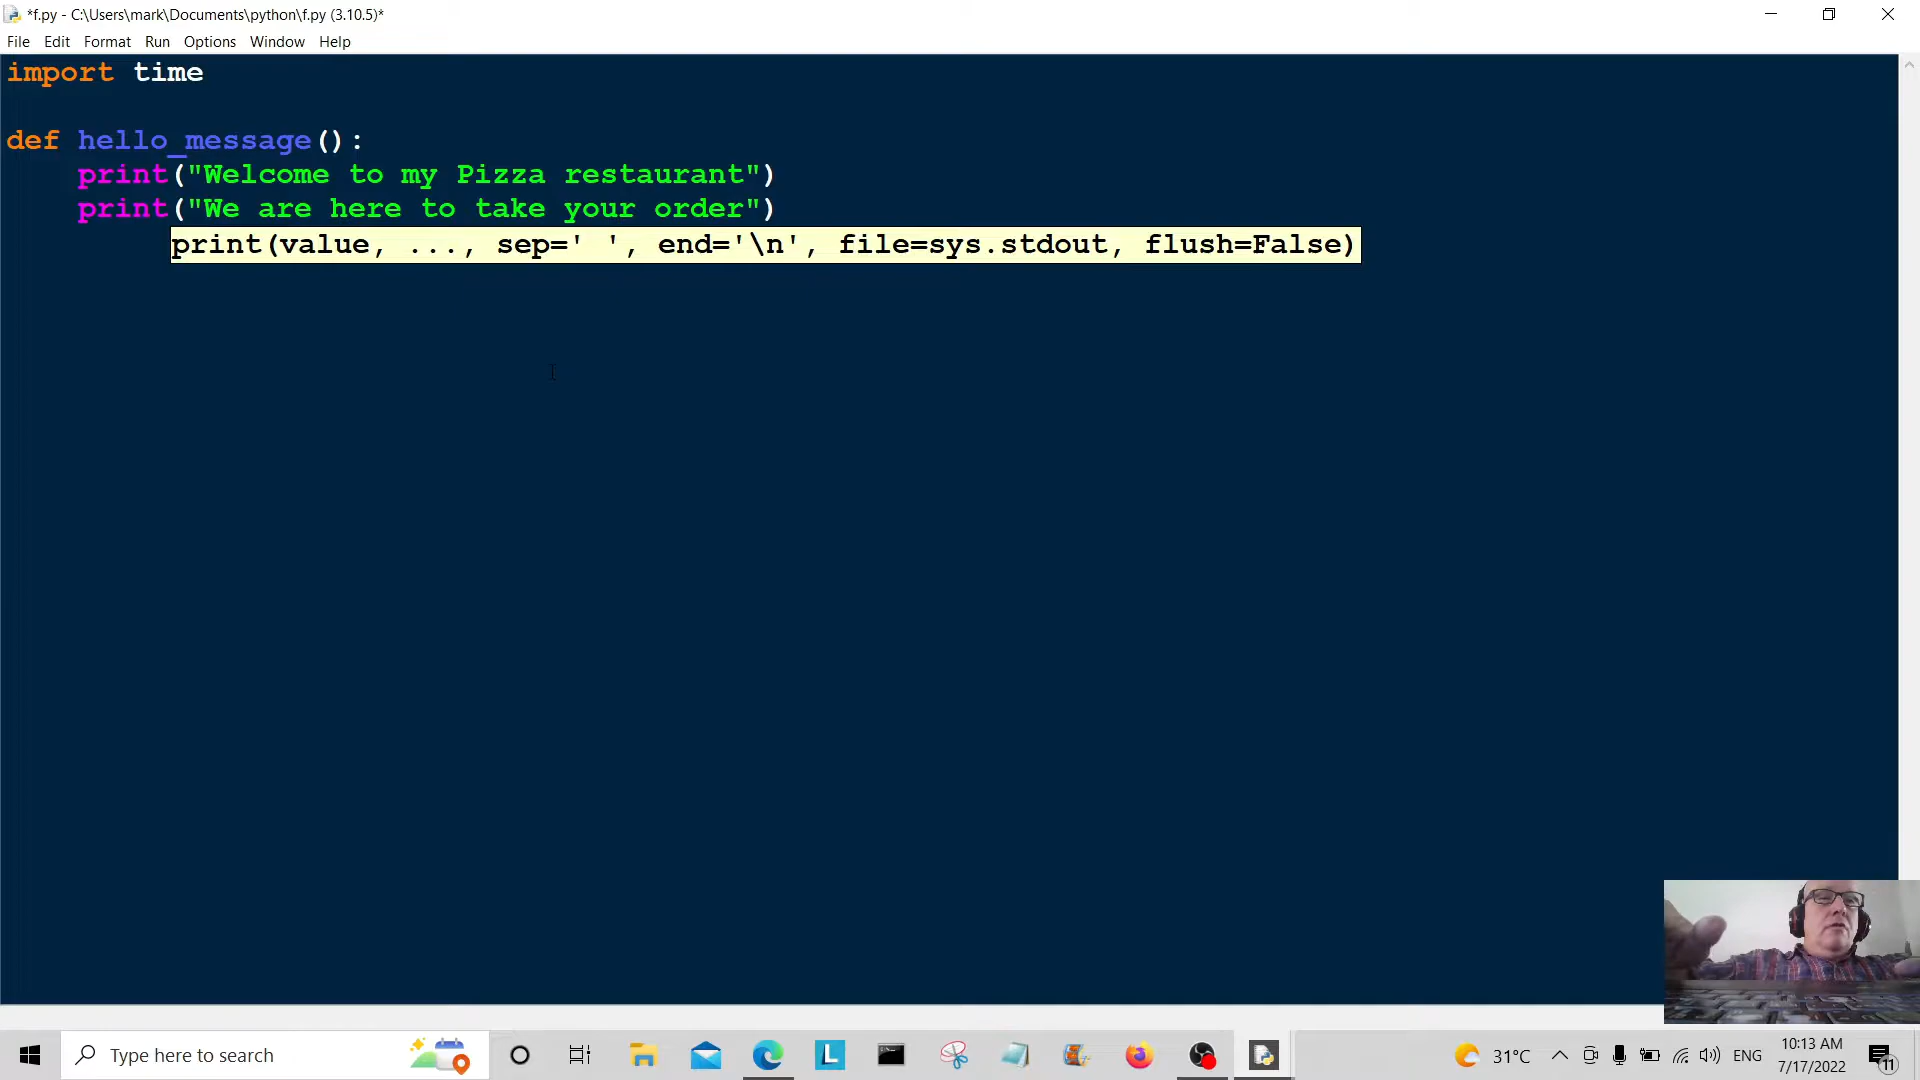 *f.py - C:\Users\mark\Documents\python\f.py (3.10.5)*
File Edit Format Run Options Window Help
import time
def hello_message():
    print("Welcome to my Pizza restaurant")
    print("We are here to take your order")
print(value, ..., sep=' ', end='\n', file=sys.stdout, flush=False)
Type here to search
L
31°C
ENG
10:13 AM
7/17/2022
11